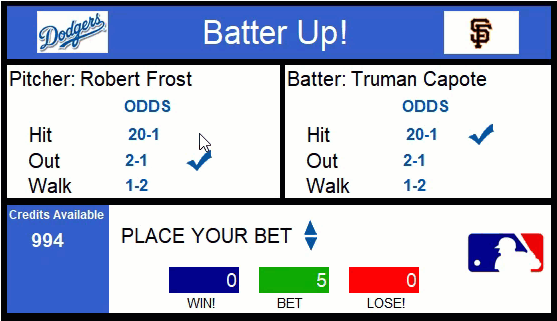 Dodgers
Batter Up!
SF
Pitcher: Robert Frost
ODDS
Hit 20-1
Out 2-1
Walk 1-2
Batter: Truman Capote
ODDS
Hit 20-1
Out 2-1
Walk 1-2
Credits Available
994
PLACE YOUR BET
0 5 0
WIN! BET LOSE!